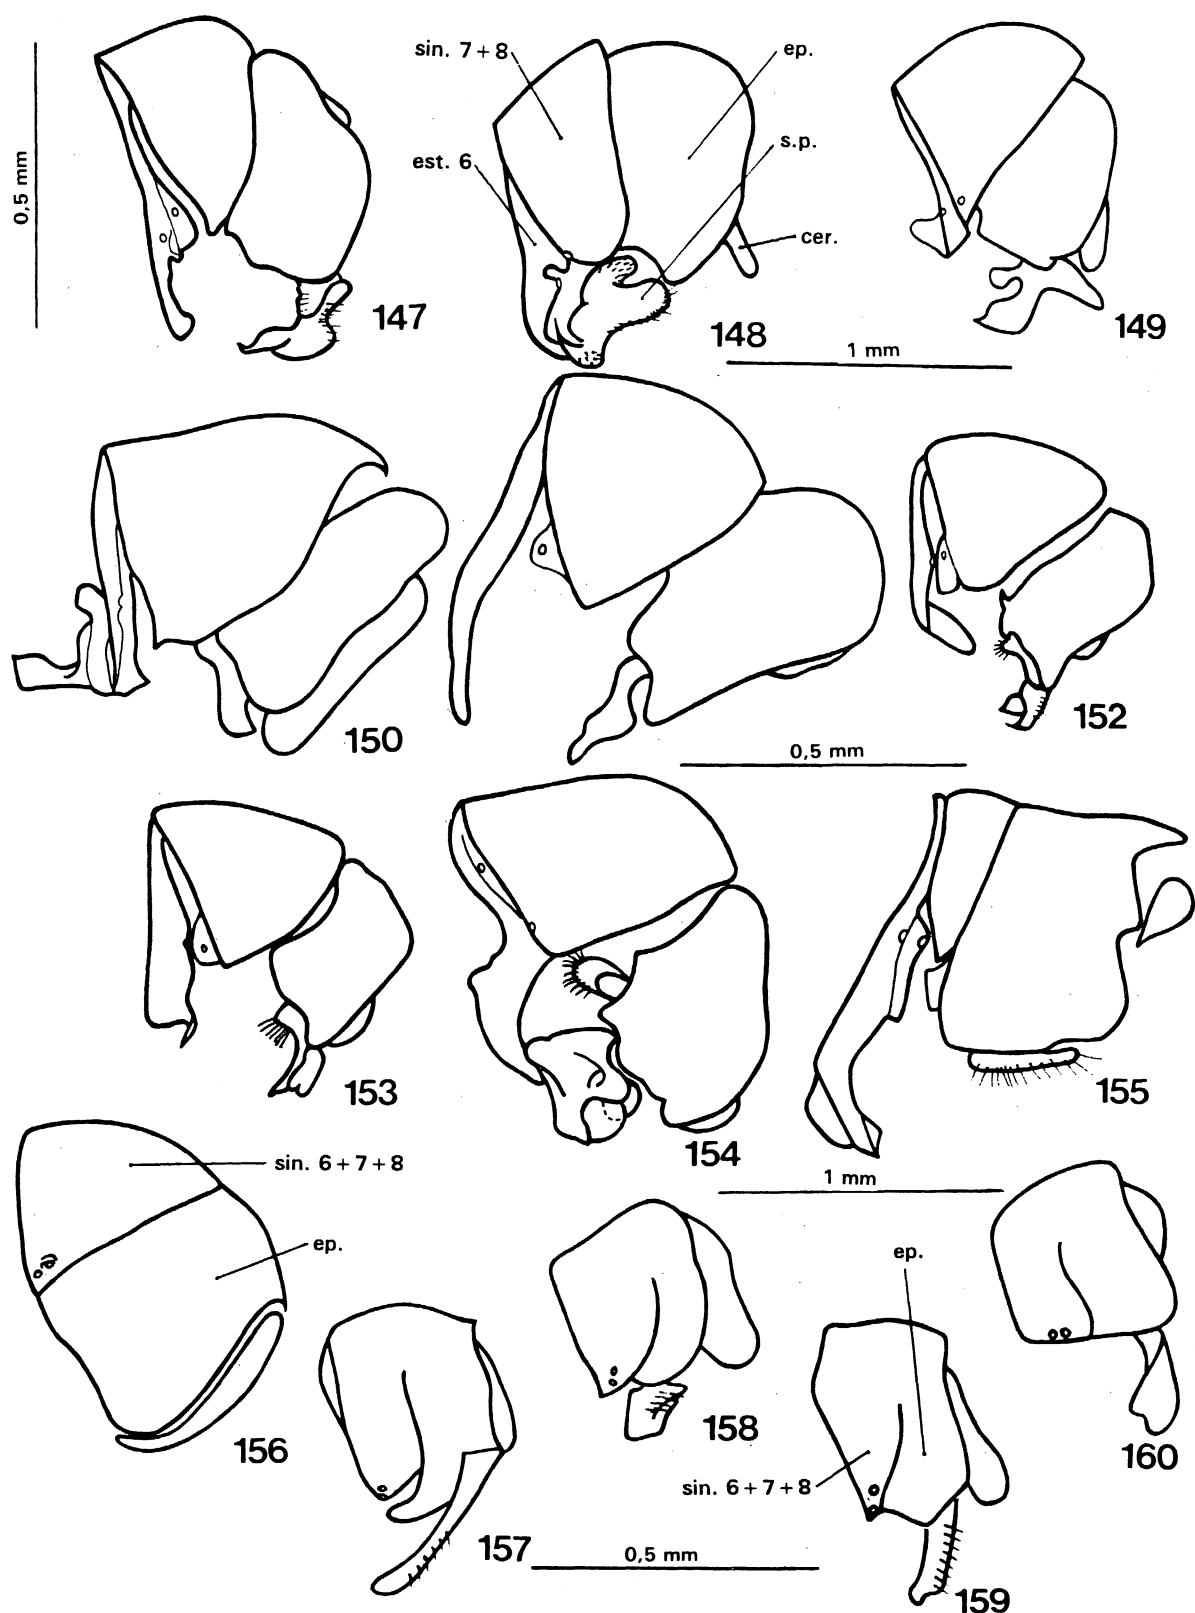 0,5 mm
sin. 7+8
ep.
est. 6
s.p.
cer.
147
148
149
1 mm
150
152
0,5 mm
153
154
155
1 mm
sin. 6+7+8
ep.
ep.
156
157
158
sin. 6+7+8
159
160
0,5 mm